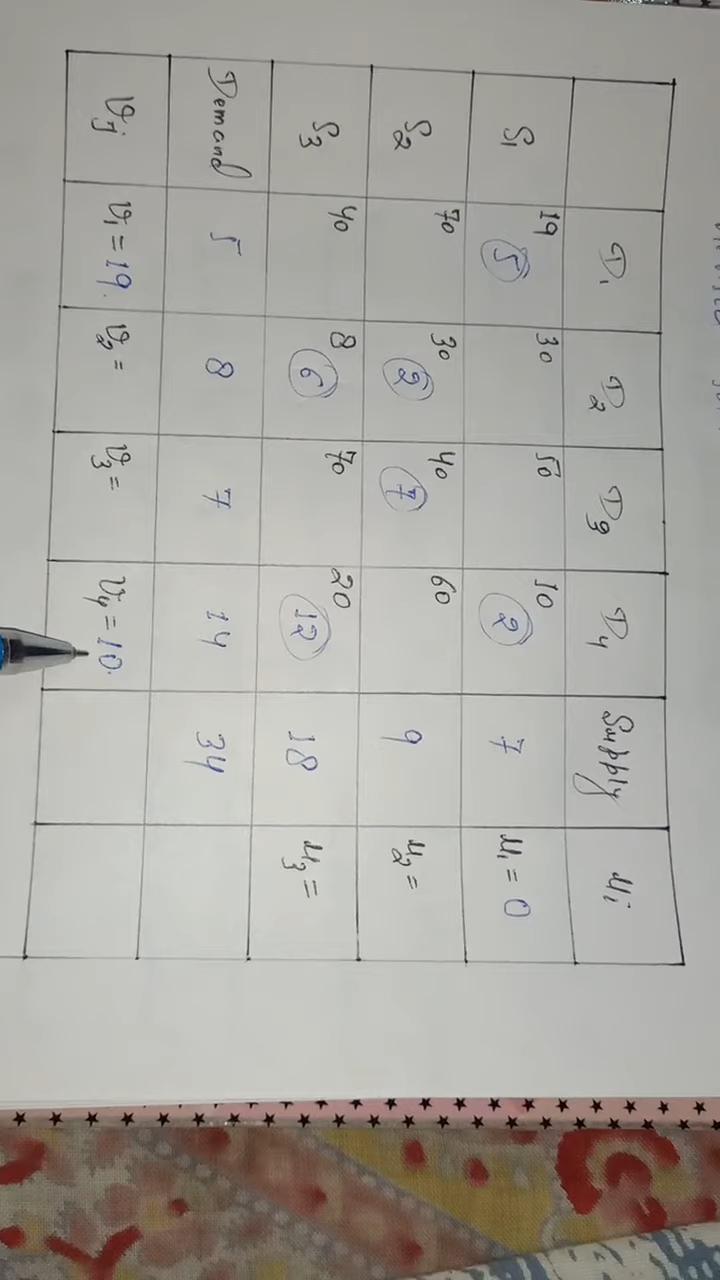 D1 D2 D3 D4 Supply ui
S1 19 (5) 30 50 10 (2) 7 u1 = 0
S2 70 30 (2) 40 (7) 60 9 u2 =
S3 40 8 (6) 70 20 (12) 18 u3 =
Demand 5 8 7 14 34
vj v1 = 19. v2 = v3 = v4 = 10.